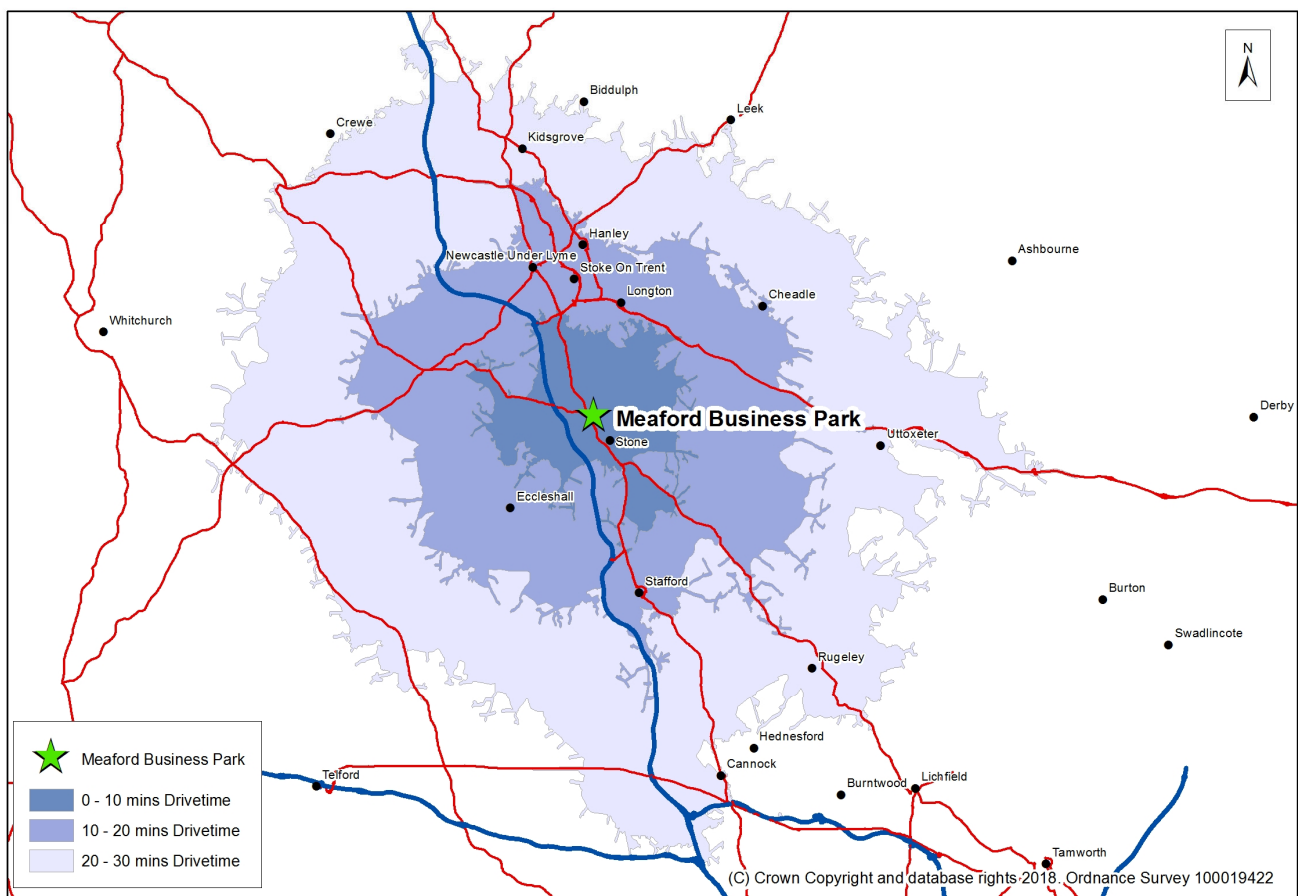 N
Biddulph
Leek
Crewe
Kidsgrove
Hanley
Ashbourne
Newcastle Under Lyme
Stoke On Trent
Longton
Cheadle
Whitchurch
Derby
Meaford Business Park
Stone
Uttoxeter
Eccleshall
Stafford
Burton
Swadlincote
Rugeley
Hednesford
Cannock
Telford
Burntwood
Lichfield
Tamworth
Meaford Business Park
0 - 10 mins Drivetime
10 - 20 mins Drivetime
20 - 30 mins Drivetime
(C) Crown Copyright and database rights 2018. Ordnance Survey 100019422